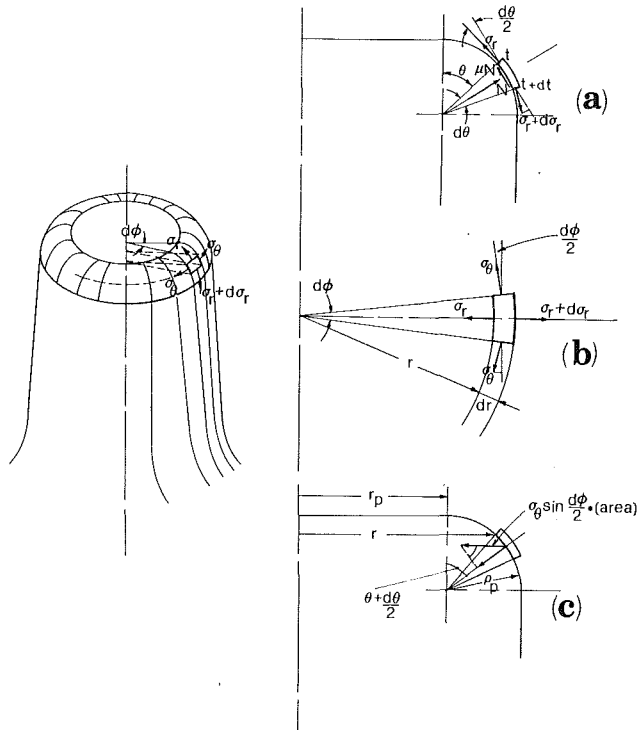 dθ/2
σr
t
θ
μN
N
t+dt
(a)
dθ
σr+dσr
dφ
σr
σθ
σθ
σr+dσr
dφ/2
σθ
dφ
σr
σr+dσr
(b)
r
σθ
dr
rp
σθ sin dφ/2 •(area)
r
ρp
θ+dθ/2
(c)